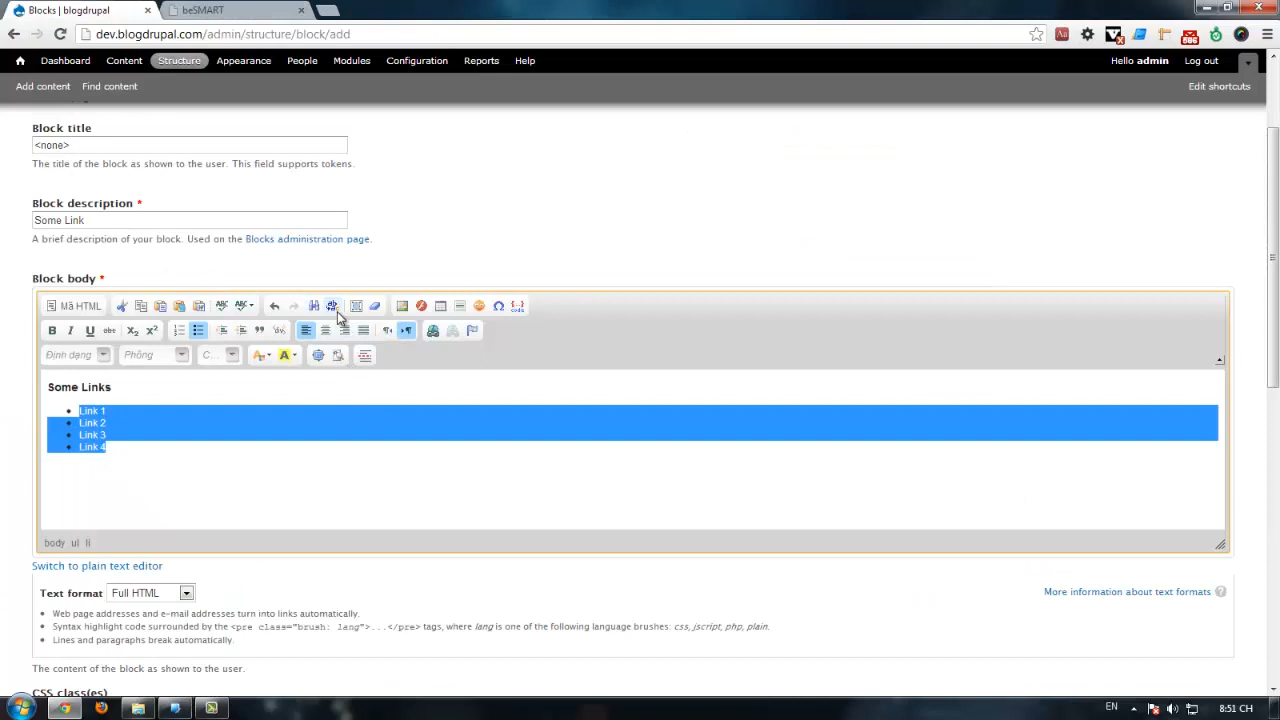 Blocks | blogdrupal
beSMART
dev.blogdrupal.com/admin/structure/block/add
Dashboard Content Structure Appearance People Modules Configuration Reports Help Hello admin Log out
Add content Find content Edit shortcuts
Block title
<none>
The title of the block as shown to the user. This field supports tokens.
Block description *
Some Link
A brief description of your block. Used on the Blocks administration page.
Block body *
Mã HTML
Định dạng Phông C...
Some Links
Link 1
Link 2
Link 3
Link 4
body ul li
Switch to plain text editor
Text format Full HTML More information about text formats
Web page addresses and e-mail addresses turn into links automatically.
Syntax highlight code surrounded by the <pre class="brush: lang">...</pre> tags, where lang is one of the following language brushes: css, jscript, php, plain.
Lines and paragraphs break automatically.
The content of the block as shown to the user.
CSS class(es)
EN 8:51 CH